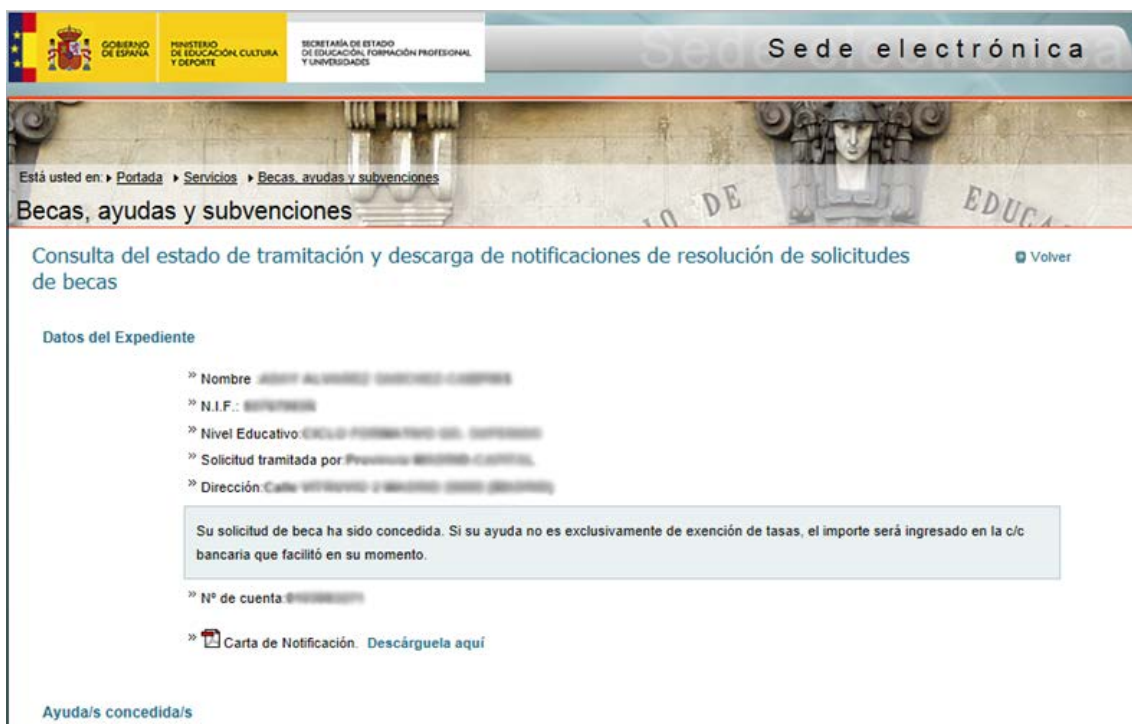 GOBIERNO
DE ESPAÑA
MINISTERIO
DE EDUCACIÓN, CULTURA
Y DEPORTE
SECRETARÍA DE ESTADO
DE EDUCACIÓN, FORMACIÓN PROFESIONAL
Y UNIVERSIDADES
Sede electrónica
Está usted en: Portada Servicios Becas, ayudas y subvenciones
Becas, ayudas y subvenciones
DE EDUCA
Consulta del estado de tramitación y descarga de notificaciones de resolución de solicitudes
de becas
Volver
Datos del Expediente
» Nombre
» N.I.F.:
» Nivel Educativo:
» Solicitud tramitada por:
» Dirección:
Su solicitud de beca ha sido concedida. Si su ayuda no es exclusivamente de exención de tasas, el importe será ingresado en la c/c
bancaria que facilitó en su momento.
» Nº de cuenta:
» Carta de Notificación. Descárguela aquí
Ayuda/s concedida/s